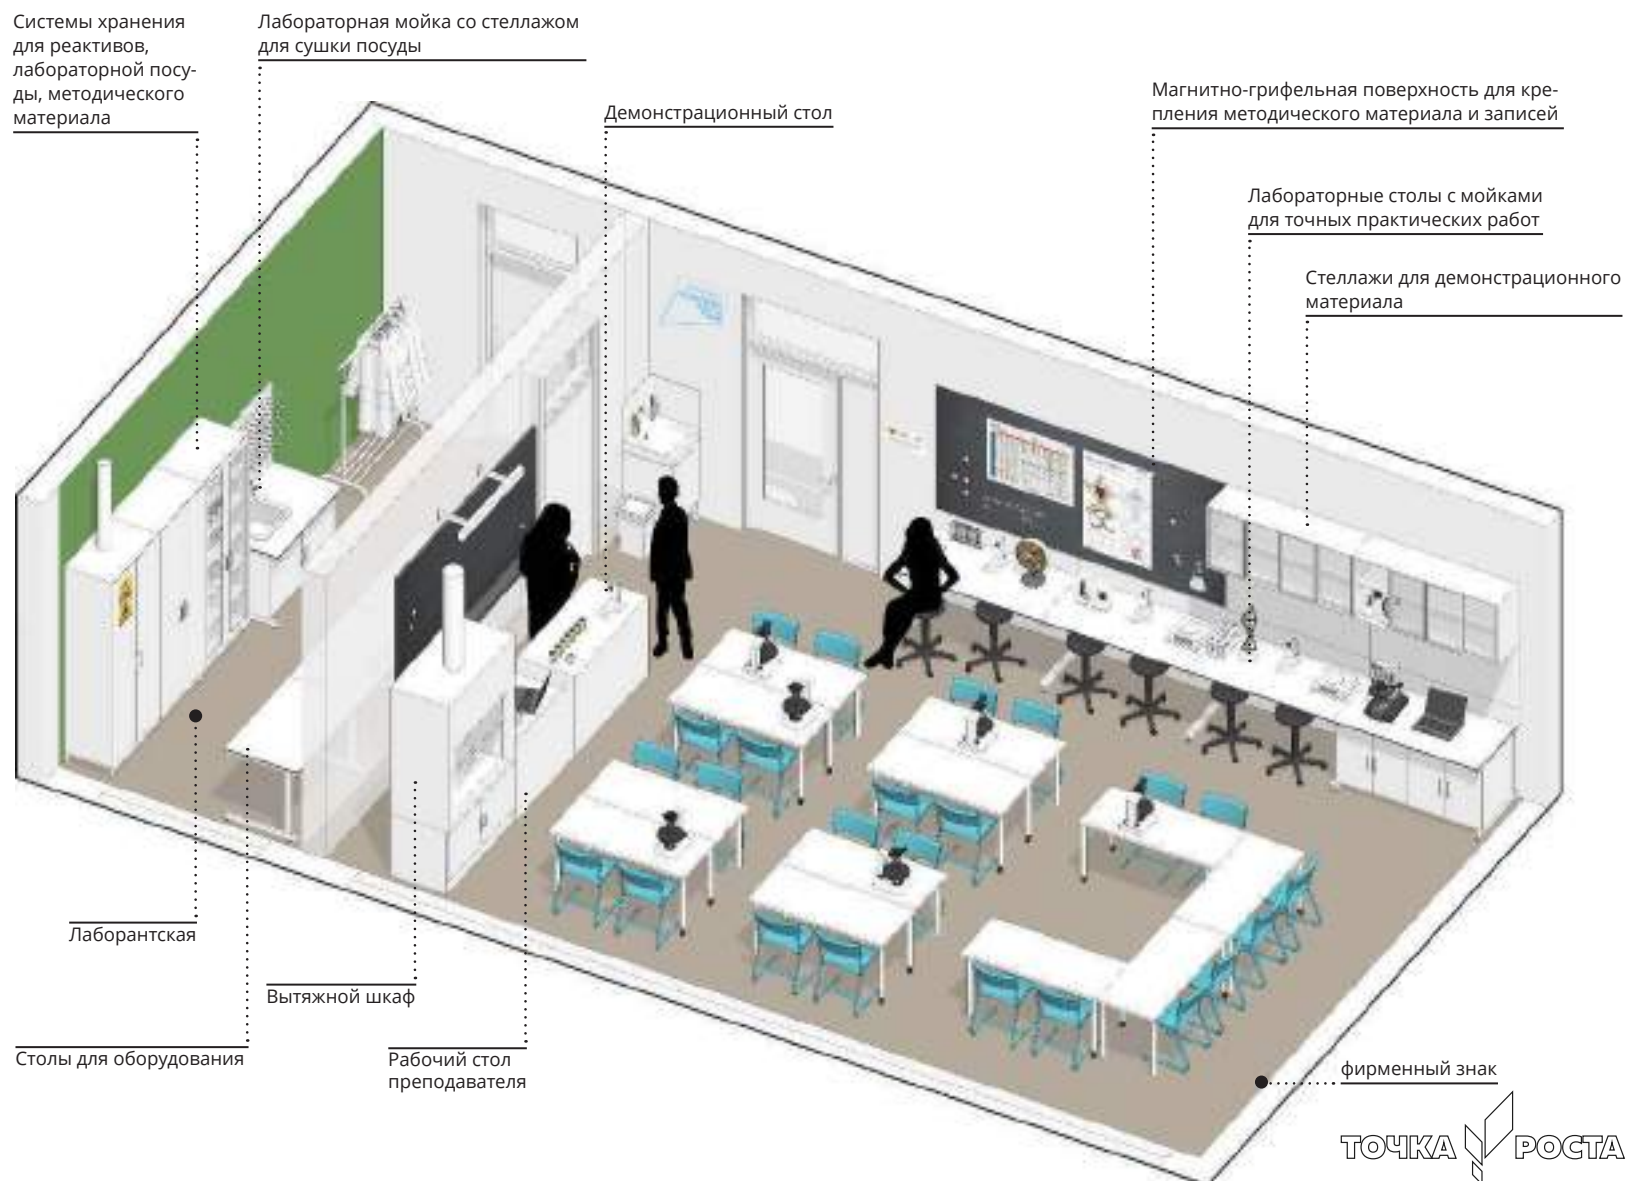 Системы хранения
для реактивов,
лабораторной посу-
ды, методического
материала
Лабораторная мойка со стеллажом
для сушки посуды
Демонстрационный стол
Магнитно-грифельная поверхность для кре-
пления методического материала и записей
Лабораторные столы с мойками
для точных практических работ
Стеллажи для демонстрационного
материала
Лаборантская
Вытяжной шкаф
Столы для оборудования
Рабочий стол
преподавателя
фирменный знак
ТОЧКА РОСТА